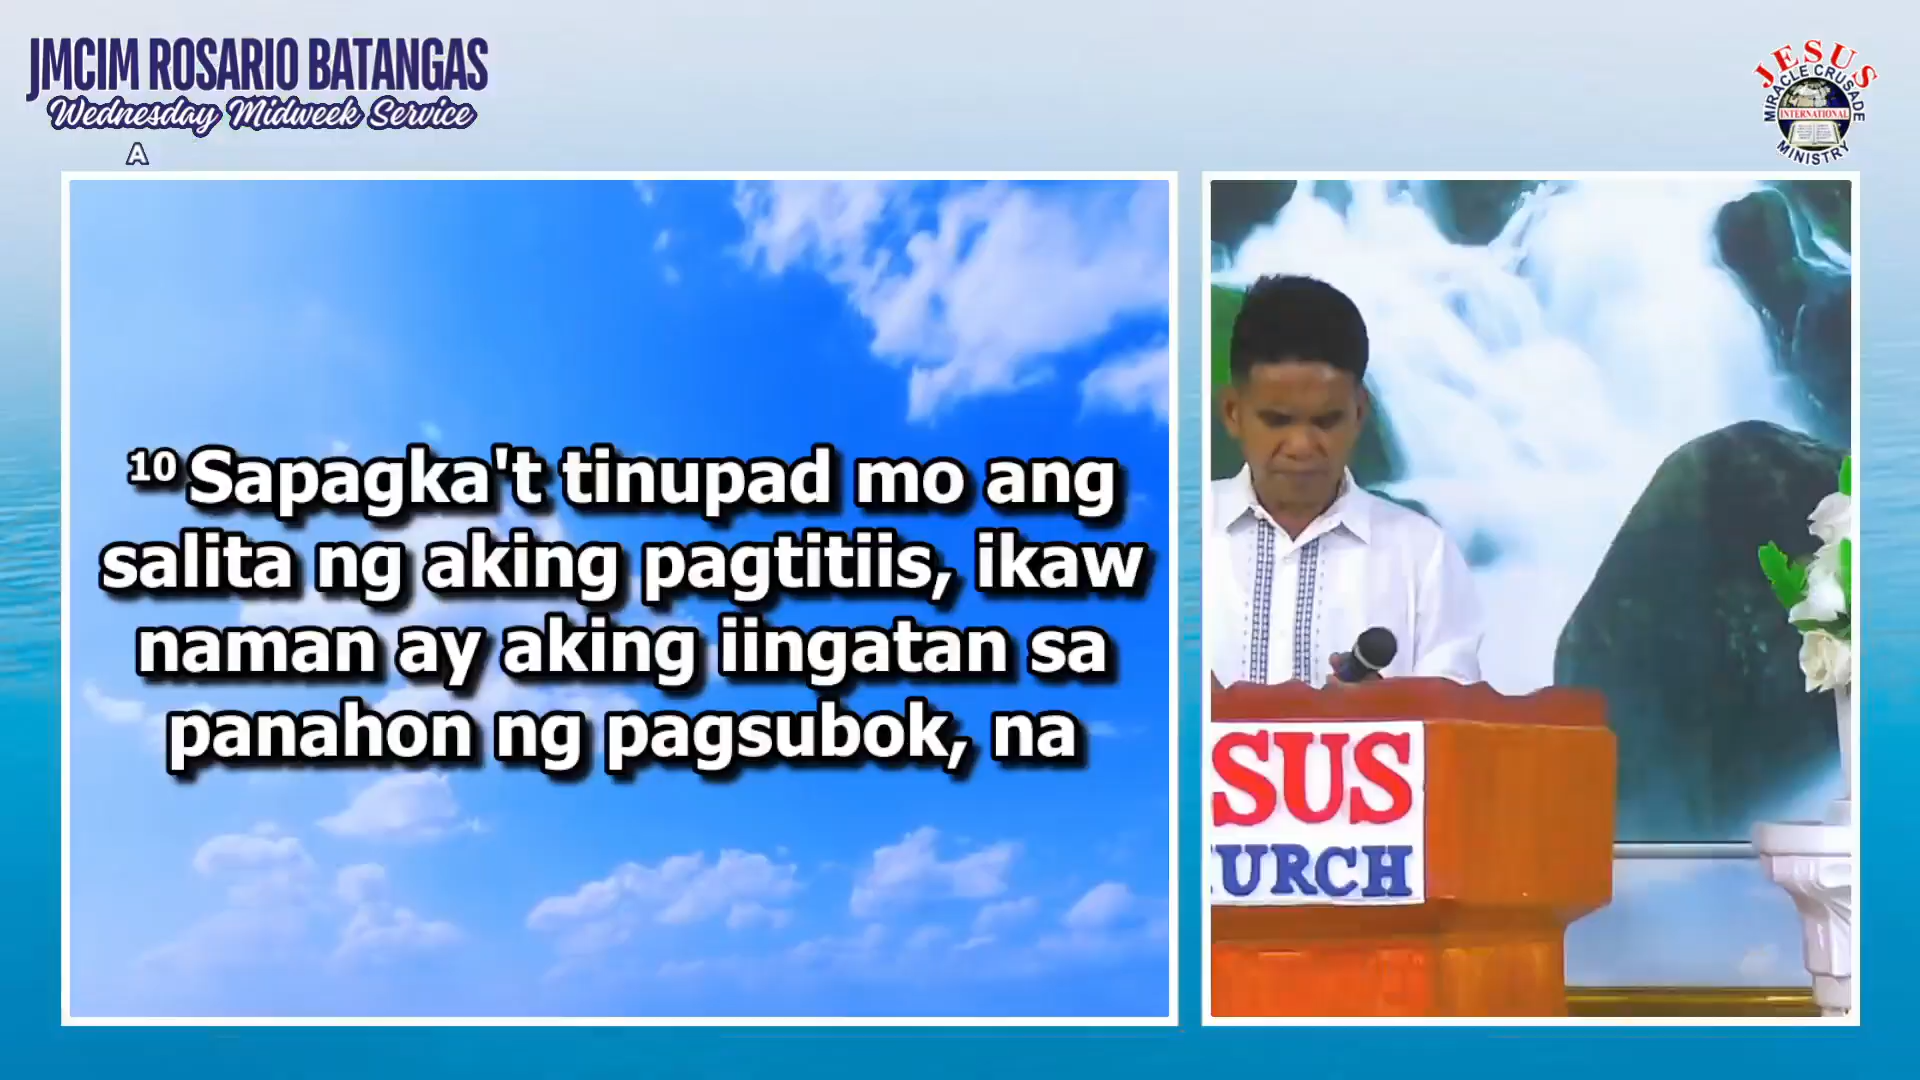 JMCIM ROSARIO BATANGAS
Wednesday Midweek Service
A
JESUS
MIRACLE CRUSADE
INTERNATIONAL
MINISTRY
10 Sapagka't tinupad mo ang
salita ng aking pagtitiis, ikaw
naman ay aking iingatan sa
panahon ng pagsubok, na
SUS
HURCH